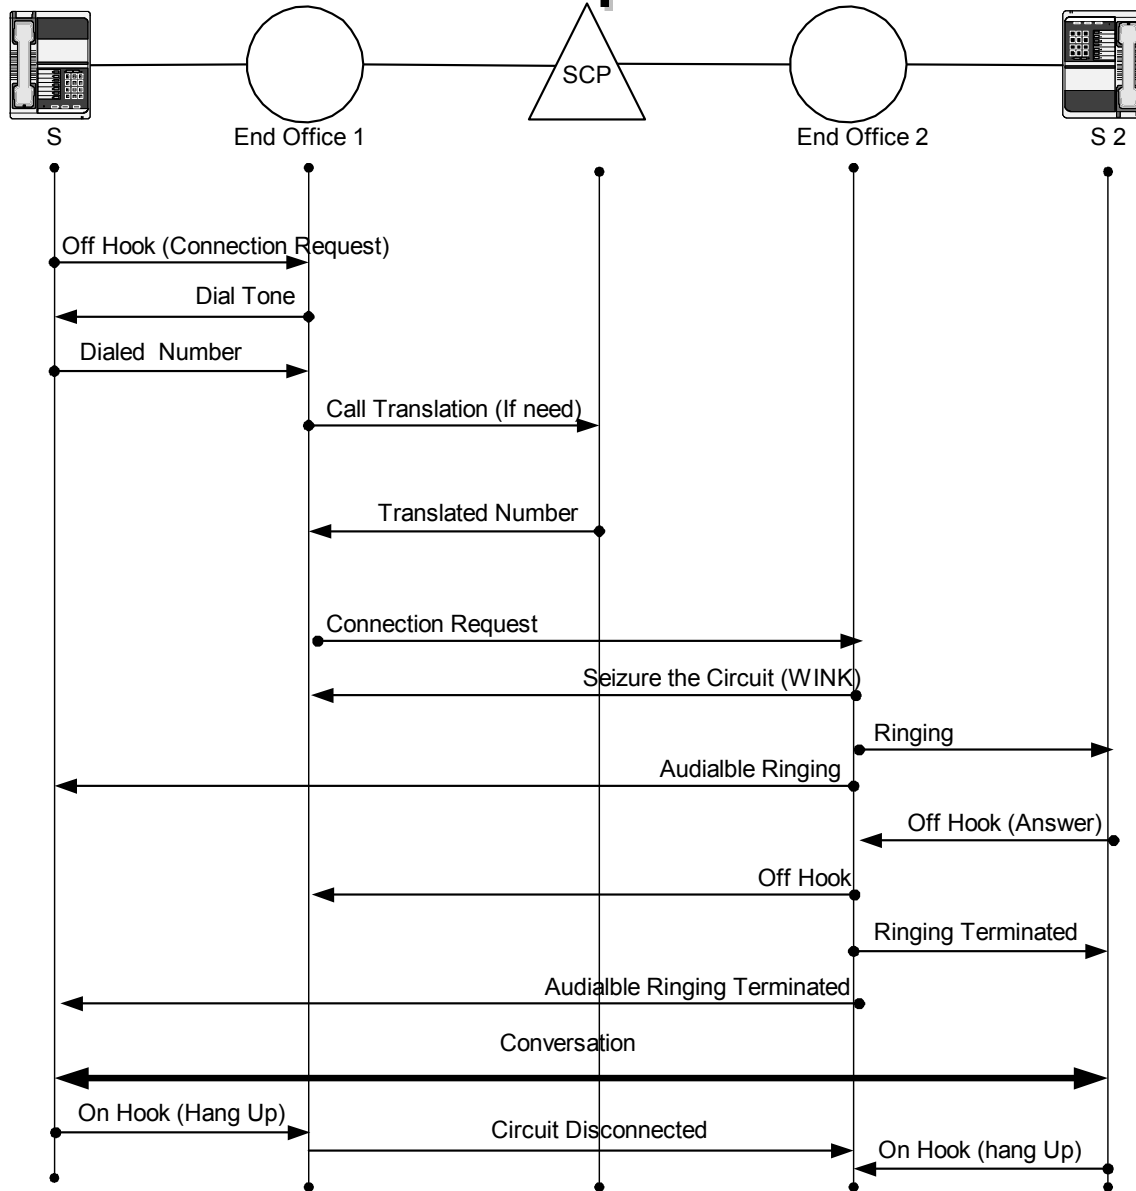 SCP
S
End Office 1
End Office 2
S 2
Off Hook (Connection Request)
Dial Tone
Dialed Number
Call Translation (If need)
Translated Number
Connection Request
Seizure the Circuit (WINK)
Ringing
Audialble Ringing
Off Hook (Answer)
Off Hook
Ringing Terminated
Audialble Ringing Terminated
Conversation
On Hook (Hang Up)
Circuit Disconnected
On Hook (hang Up)